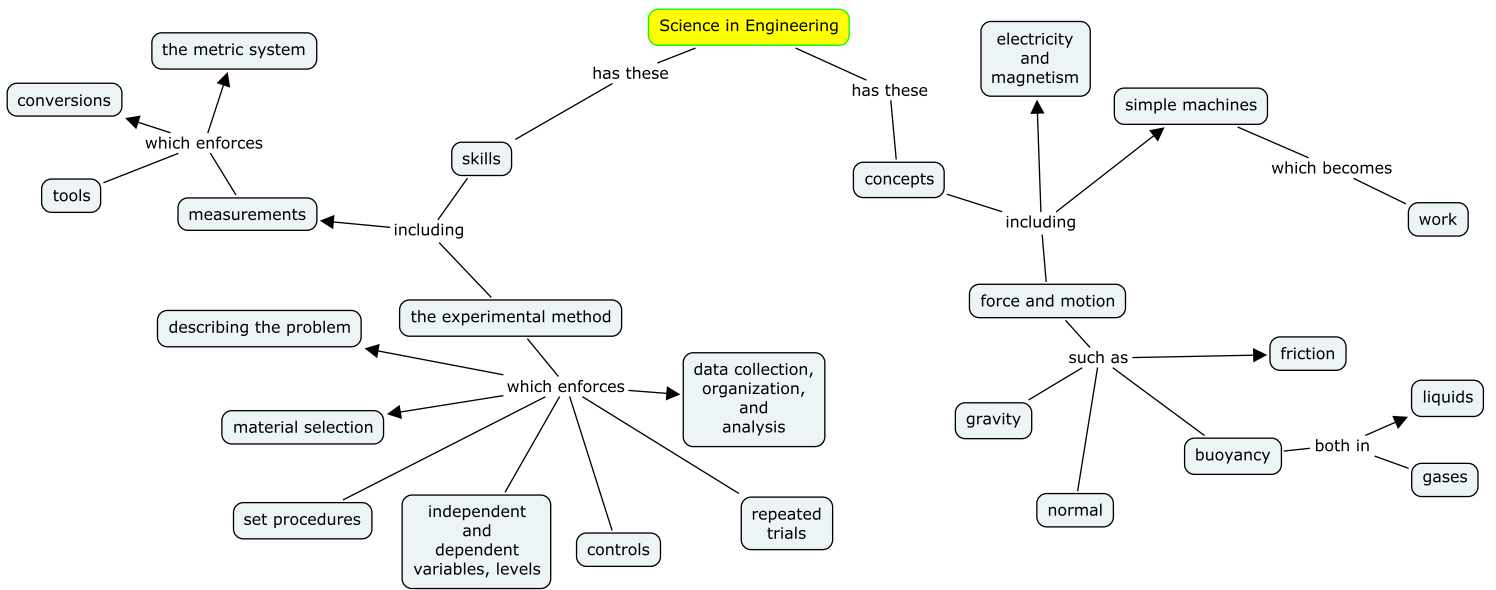 Science in Engineering
has these
skills
including
measurements
which enforces
the metric system
conversions
tools
the experimental method
which enforces
describing the problem
material selection
set procedures
independent
and
dependent
variables, levels
controls
repeated
trials
data collection,
organization,
and
analysis
has these
concepts
including
electricity
and
magnetism
simple machines
which becomes
work
force and motion
such as
friction
gravity
normal
buoyancy
both in
liquids
gases